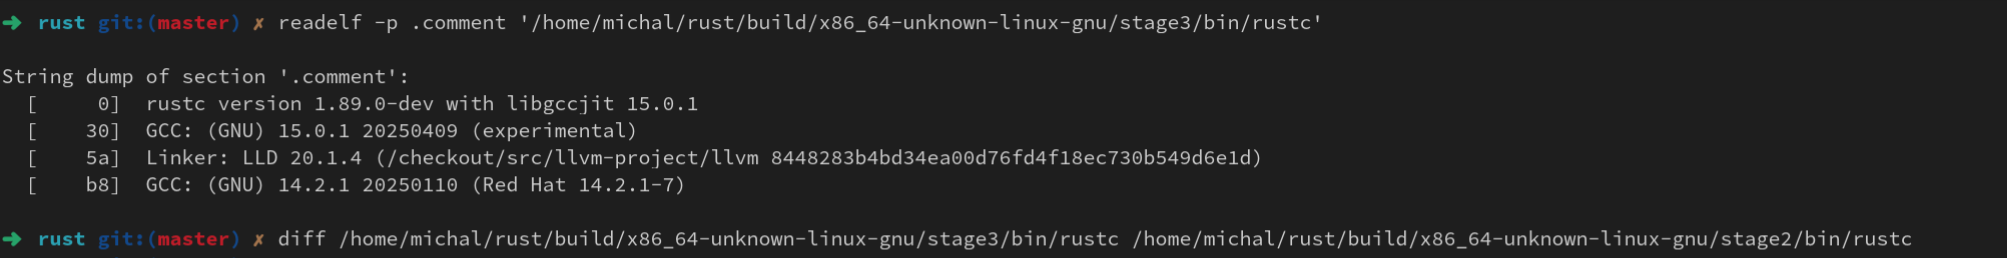 ➜ rust git:(master) ✗ readelf -p .comment '/home/michal/rust/build/x86_64-unknown-linux-gnu/stage3/bin/rustc'
String dump of section '.comment':
[ 0] rustc version 1.89.0-dev with libgccjit 15.0.1
[ 30] GCC: (GNU) 15.0.1 20250409 (experimental)
[ 5a] Linker: LLD 20.1.4 (/checkout/src/llvm-project/llvm 8448283b4bd34ea00d76fd4f18ec730b549d6e1d)
[ b8] GCC: (GNU) 14.2.1 20250110 (Red Hat 14.2.1-7)
➜ rust git:(master) ✗ diff /home/michal/rust/build/x86_64-unknown-linux-gnu/stage3/bin/rustc /home/michal/rust/build/x86_64-unknown-linux-gnu/stage2/bin/rustc